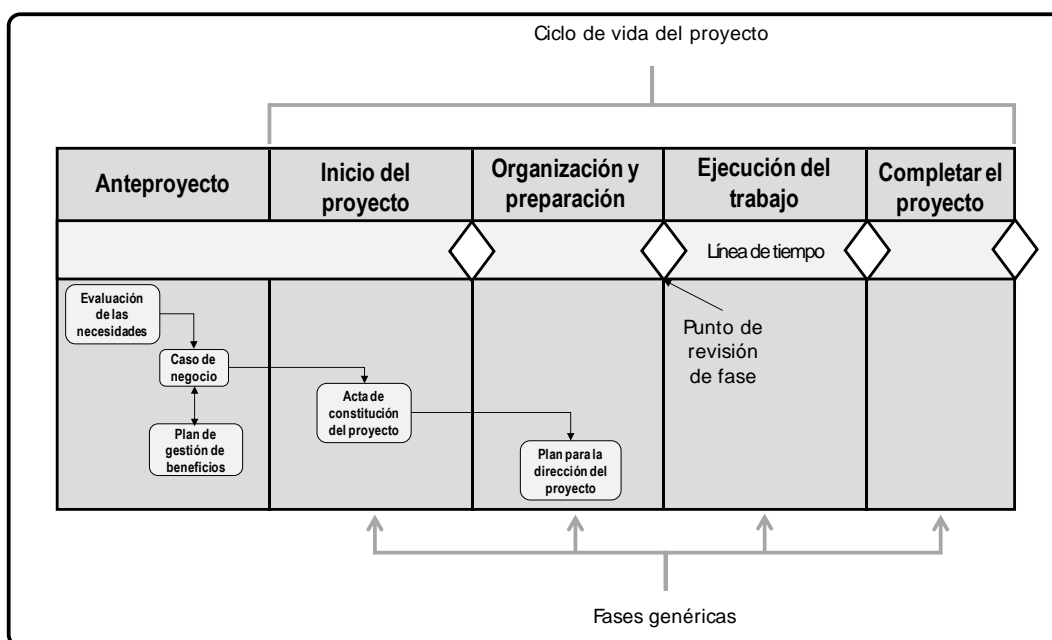 Ciclo de vida del proyecto
Anteproyecto
Inicio del
proyecto
Organización y
preparación
Ejecución del
trabajo
Completar el
proyecto
Línea de tiempo
Evaluación
de las
necesidades
Caso de
negocio
Plan de
gestión de
beneficios
Acta de
constitución
del proyecto
Plan para la
dirección del
proyecto
Punto de
revisión
de fase
Fases genéricas